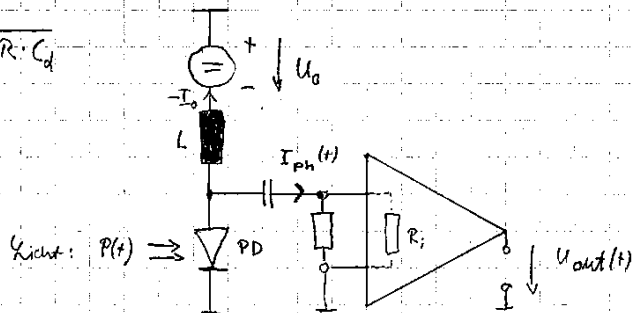 R · C_d
+
U_0
-
-I_0
L
I_ph(t)
Licht: P(t)
PD
R_i
U_out(t)